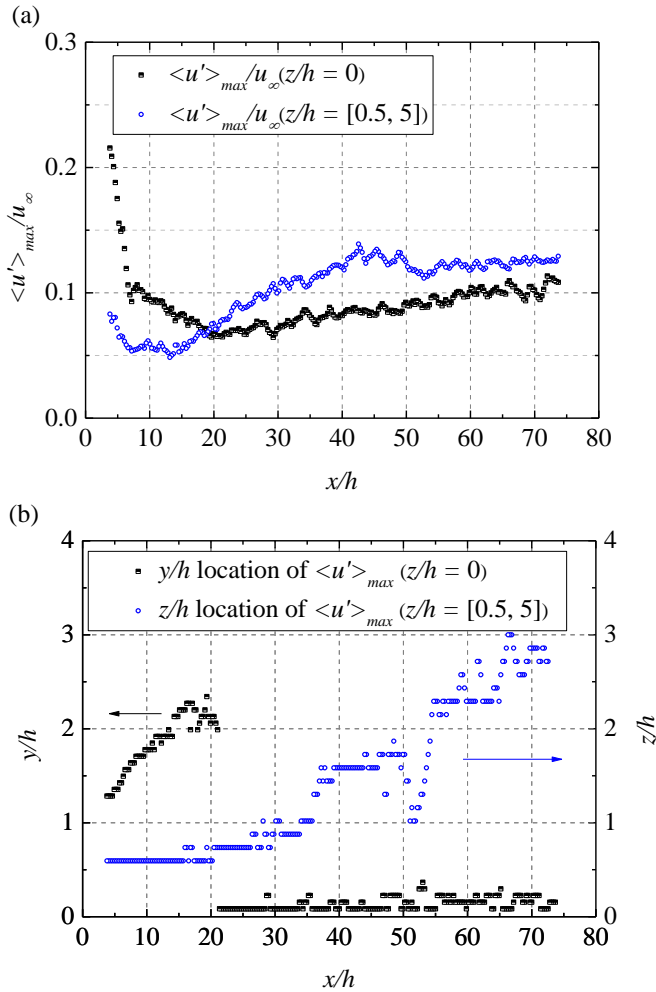 (a)
0.3
<u'>max/u∞(z/h = 0)
<u'>max/u∞(z/h = [0.5, 5])
0.2
<u'>max/u∞
0.1
0.0
0 10 20 30 40 50 60 70 80
x/h
(b)
4 4
y/h location of <u'>max (z/h = 0)
z/h location of <u'>max (z/h = [0.5, 5])
3 3
2 2
y/h z/h
1 1
0 0
0 10 20 30 40 50 60 70 80
x/h